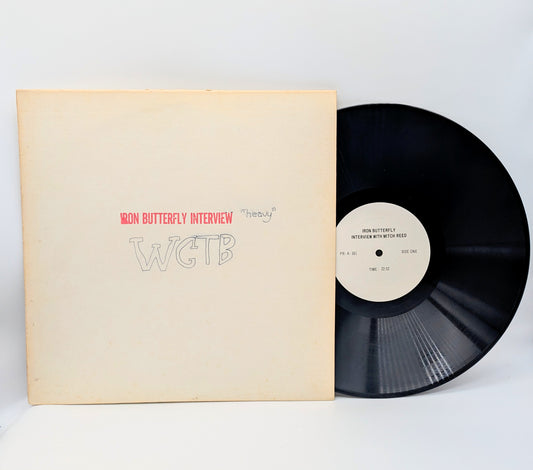 IRON BUTTERFLY INTERVIEW "heavy"
WGTB
IRON BUTTERFLY
INTERVIEW WITH MITCH REED
SIDE ONE